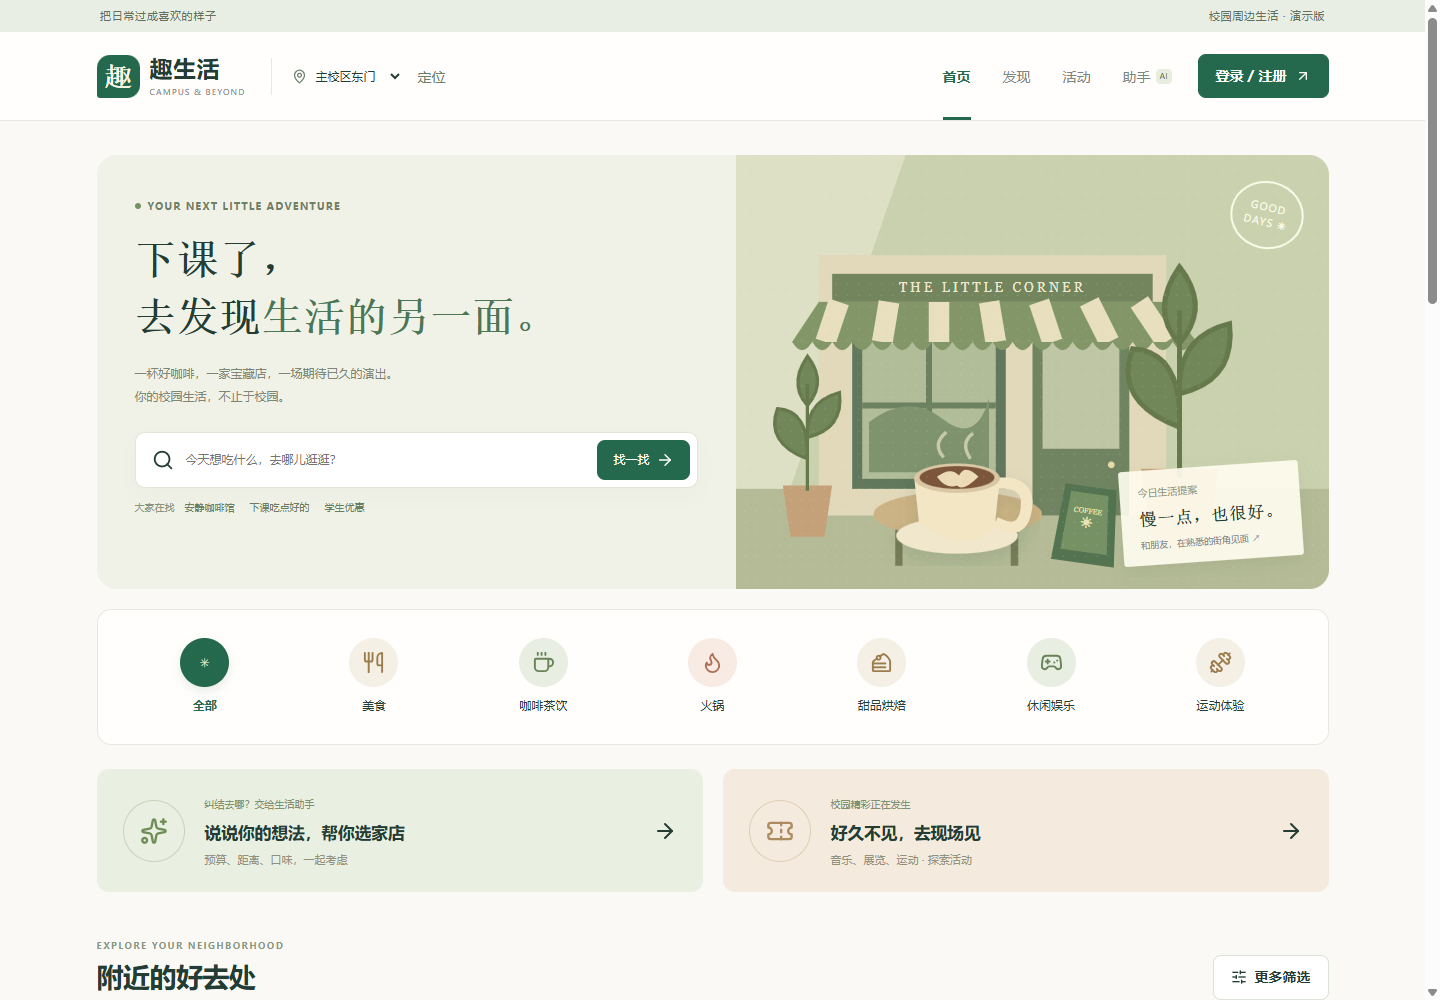 把日常过成喜欢的样子
校园周边生活 · 演示版
趣 趣生活
CAMPUS & BEYOND
主校区东门
定位
首页
发现
活动
助手 AI
登录 / 注册
YOUR NEXT LITTLE ADVENTURE
下课了，
去发现生活的另一面。
一杯好咖啡，一家宝藏店，一场期待已久的演出。
你的校园生活，不止于校园。
今天想吃什么，去哪儿逛逛？
找一找
大家在找 安静咖啡馆 下课吃点好的 学生优惠
GOOD
DAYS
THE LITTLE CORNER
COFFEE
今日生活提案
慢一点，也很好。
和朋友，在熟悉的街角见面 ↗
全部
美食
咖啡茶饮
火锅
甜品烘焙
休闲娱乐
运动体验
纠结去哪？交给生活助手
说说你的想法，帮你选家店
预算、距离、口味，一起考虑
校园精彩正在发生
好久不见，去现场见
音乐、展览、运动 · 探索活动
EXPLORE YOUR NEIGHBORHOOD
附近的好去处
更多筛选